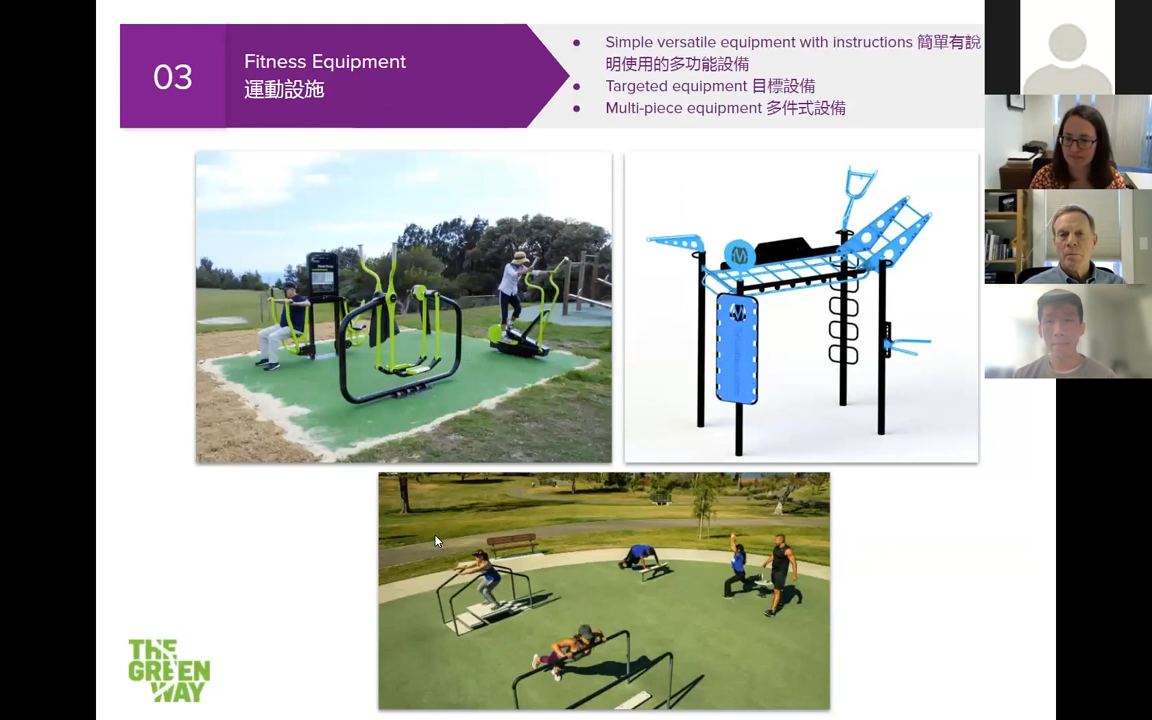 03
Fitness Equipment
運動設施
● Simple versatile equipment with instructions 簡單有說
明使用的多功能設備
● Targeted equipment 目標設備
● Multi-piece equipment 多件式設備
THE
GREEN
WAY